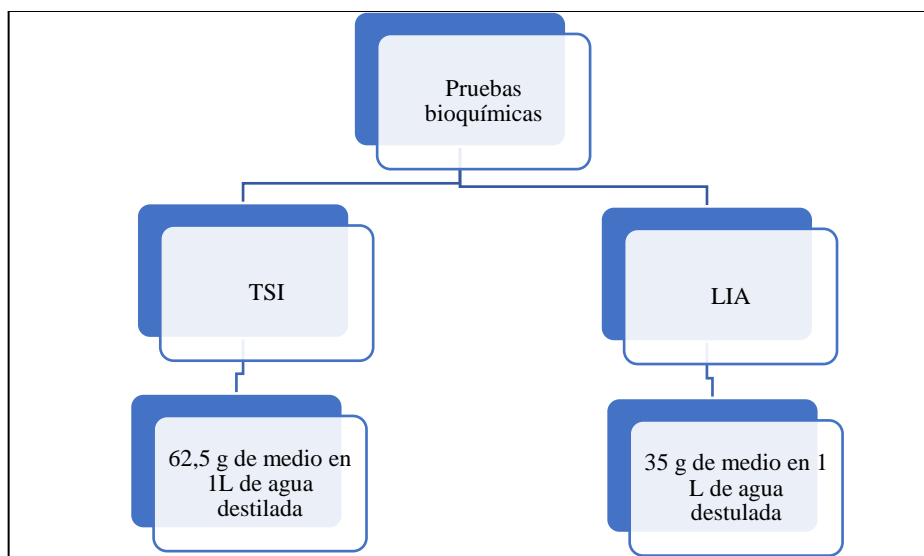 Pruebas
bioquímicas
TSI
LIA
62,5 g de medio en
1L de agua
destilada
35 g de medio en 1
L de agua
destulada